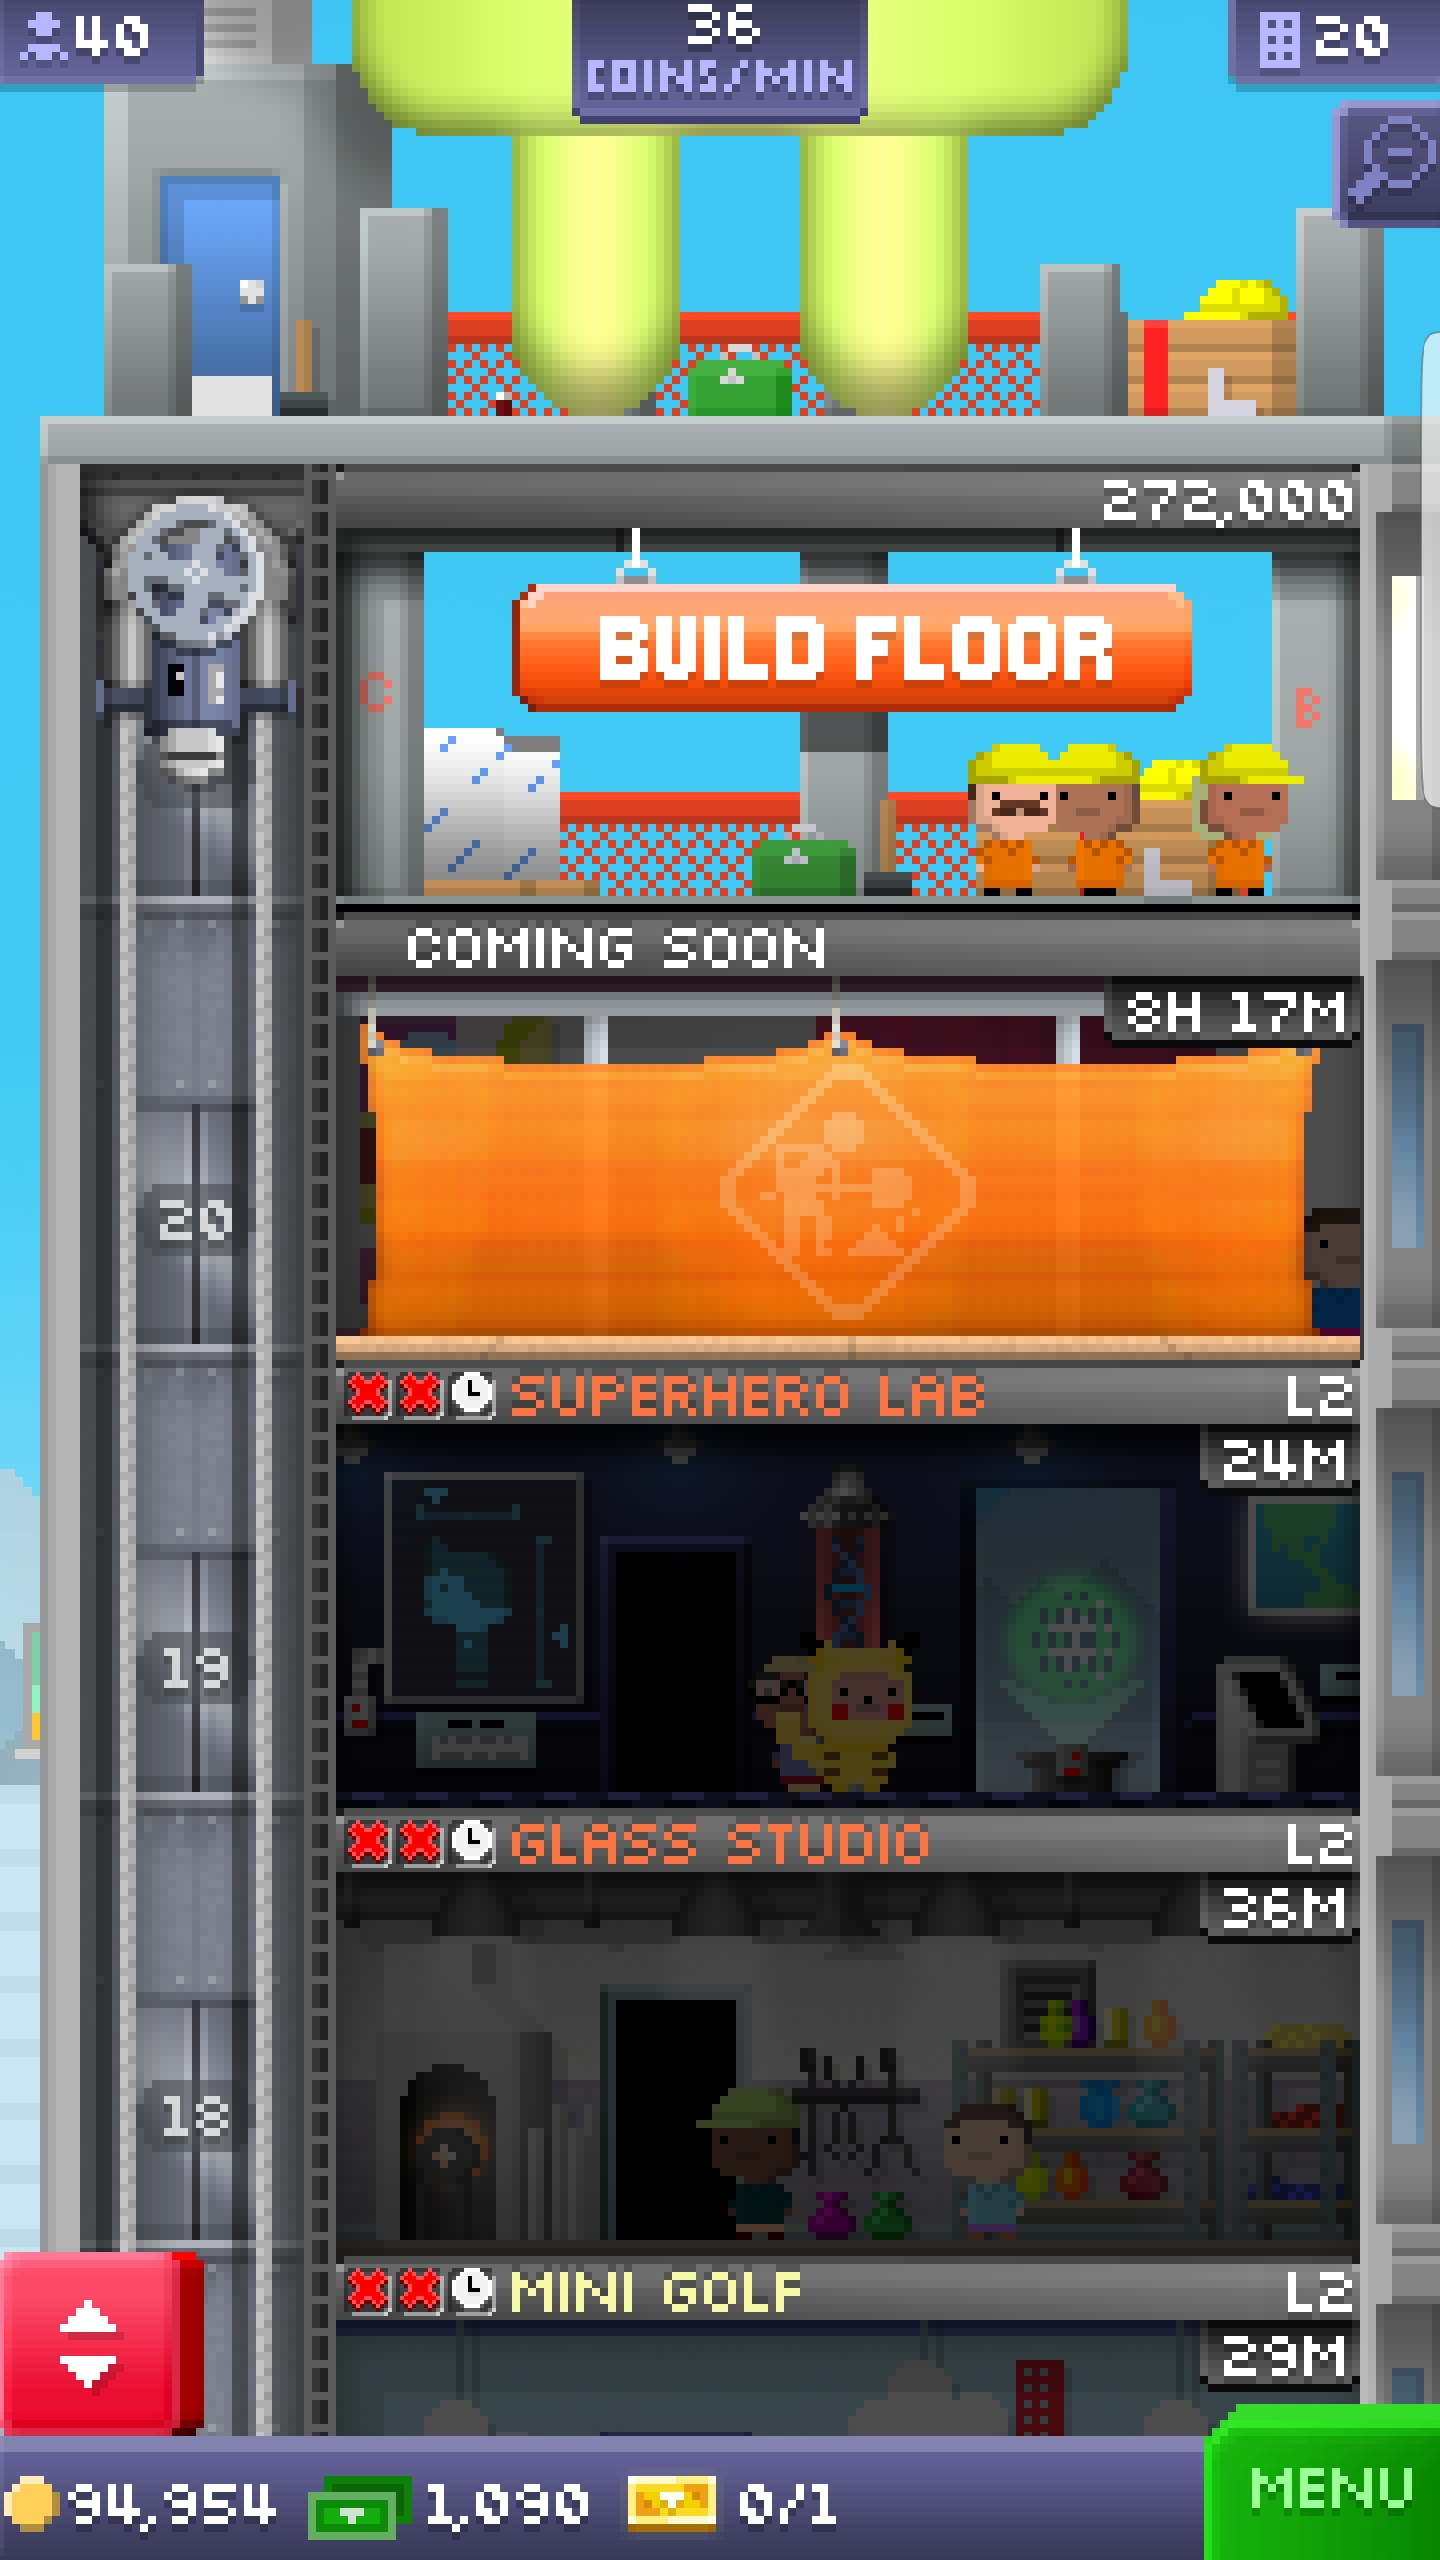 40
36
COINS/MIN
20
272,000
BUILD FLOOR
C
B
COMING SOON
8H 17M
20
SUPERHERO LAB L2
24M
19
GLASS STUDIO L2
36M
18
MINI GOLF L2
29M
94,954 1,090 0/1
MENU